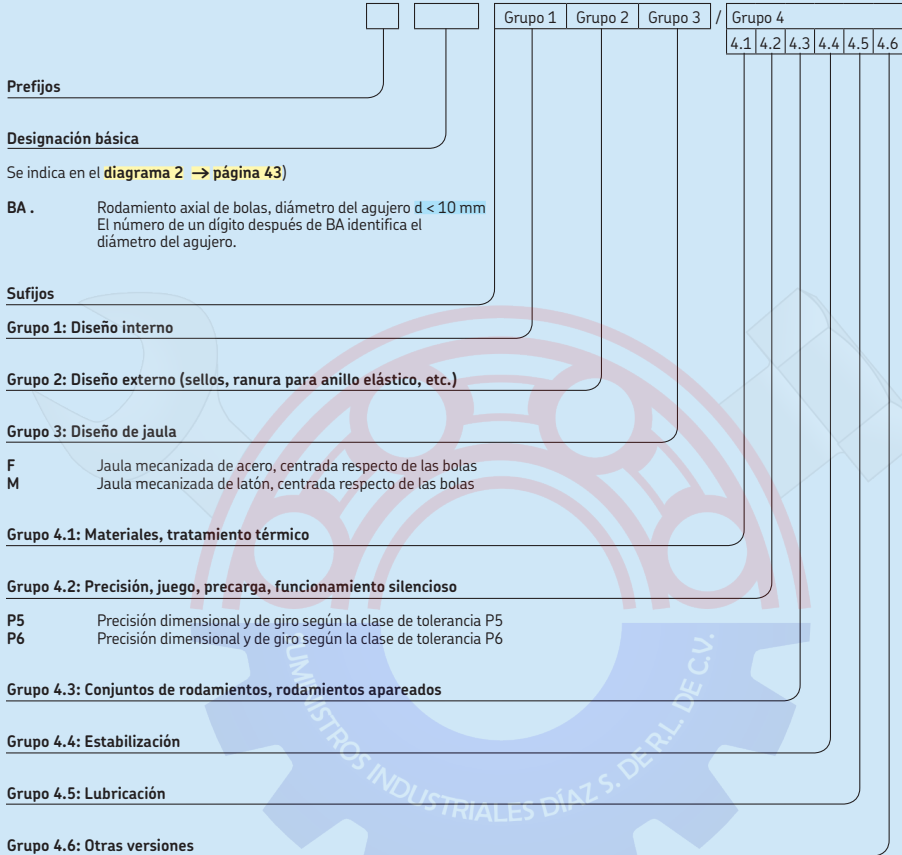 Grupo 1 Grupo 2 Grupo 3 / Grupo 4
4.1 4.2 4.3 4.4 4.5 4.6
Prefijos
Designación básica
Se indica en el diagrama 2 → página 43)
BA . Rodamiento axial de bolas, diámetro del agujero d < 10 mm
El número de un dígito después de BA identifica el
diámetro del agujero.
Sufijos
Grupo 1: Diseño interno
Grupo 2: Diseño externo (sellos, ranura para anillo elástico, etc.)
Grupo 3: Diseño de jaula
F Jaula mecanizada de acero, centrada respecto de las bolas
M Jaula mecanizada de latón, centrada respecto de las bolas
Grupo 4.1: Materiales, tratamiento térmico
Grupo 4.2: Precisión, juego, precarga, funcionamiento silencioso
P5 Precisión dimensional y de giro según la clase de tolerancia P5
P6 Precisión dimensional y de giro según la clase de tolerancia P6
Grupo 4.3: Conjuntos de rodamientos, rodamientos apareados
Grupo 4.4: Estabilización
Grupo 4.5: Lubricación
Grupo 4.6: Otras versiones
UMINISTROS INDUSTRIALES DÍAZ S. DE R.L. DE C.V.